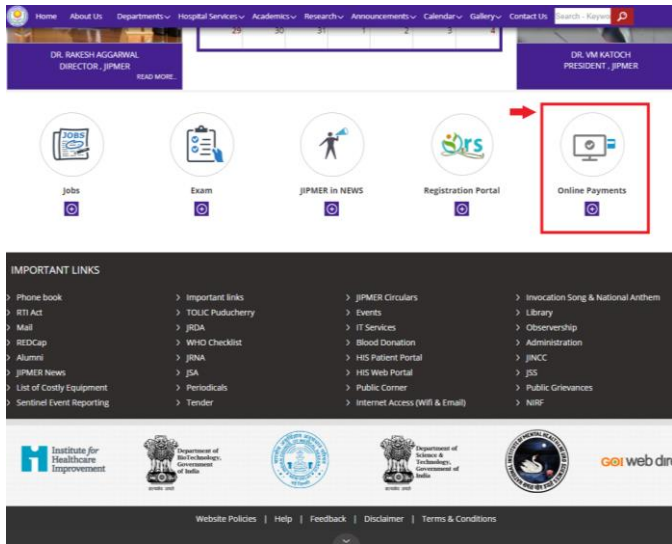 Home About Us Departments Hospital Services Academics Research Announcements Calendar Gallery Contact Us Search - Keywo
29 30 31 1 2 3 4
DR. RAKESH AGGARWAL
DIRECTOR , JIPMER
READ MORE..
DR. VM KATOCH
PRESIDENT , JIPMER
JOBS
Ors
Jobs Exam JIPMER in NEWS Registration Portal Online Payments
IMPORTANT LINKS
> Phone book
> RTI Act
> Mail
> REDCap
> Alumni
> JIPMER News
> List of Costly Equipment
> Sentinel Event Reporting
> Important links
> TOLIC Puducherry
> JRDA
> WHO Checklist
> JRNA
> JSA
> Periodicals
> Tender
> JIPMER Circulars
> Events
> IT Services
> Blood Donation
> HIS Patient Portal
> HIS Web Portal
> Public Corner
> Internet Access (Wifi & Email)
> Invocation Song & National Anthem
> Library
> Observership
> Administration
> JINCC
> JSS
> Public Grievances
> NIRF
Institute for
Healthcare
Improvement
Department of
BioTechnology,
Government
of India
Department of
Science &
Technology,
Government of
India
GOI web dire
Website Policies | Help | Feedback | Disclaimer | Terms & Conditions